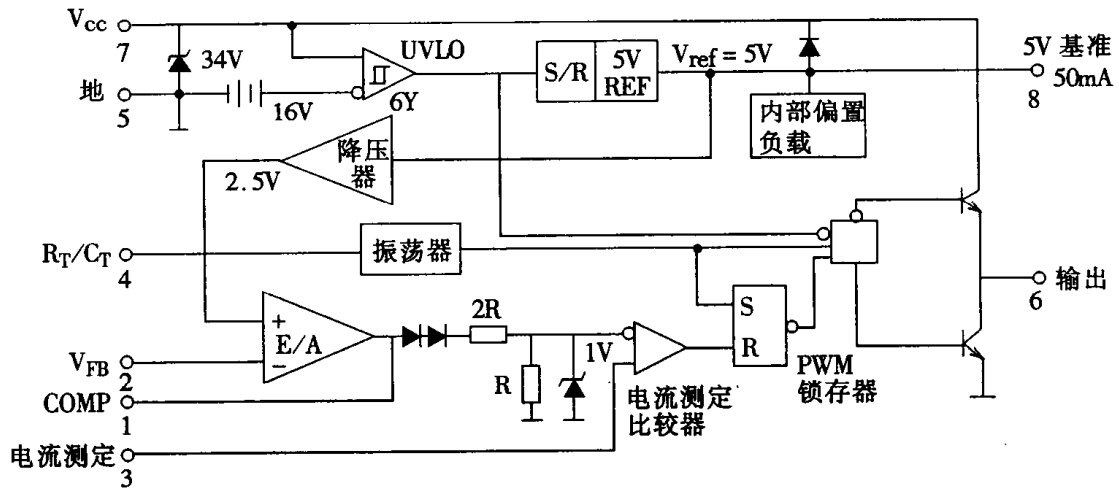 Vcc
7
34V
UVLO
S/R
5V
REF
Vref = 5V
5V 基准
50mA
8
地
5
16V
6Y
内部偏置
负载
降压
器
2.5V
RT/CT
4
振荡器
输出
6
+
E/A
−
2R
R
1V
S
R
PWM
锁存器
VFB
2
COMP
1
电流测定
比较器
电流测定
3